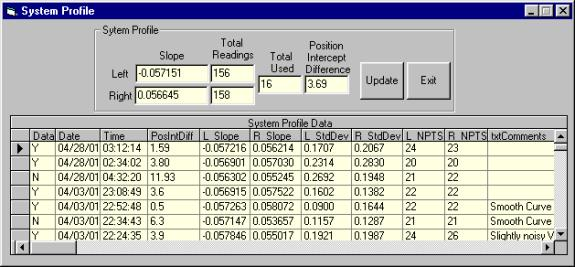 System Profile
Sytem Profile
Slope Total Readings Total Used Position Intercept Difference
Left -0.057151 156 16 3.69 Update Exit
Right 0.056645 158
System Profile Data
Data Date Time PosIntDiff L_Slope R_Slope L_StdDev R_StdDev L_NPTS R_NPTS txtComments
Y 04/28/01 03:12:14 1.59 -0.057216 0.056214 0.1707 0.2067 24 23
Y 04/28/01 02:34:02 3.80 -0.056901 0.057030 0.2314 0.2830 20 20
N 04/28/01 04:32:20 11.93 -0.056302 0.055245 0.2692 0.1948 21 22
Y 04/03/01 23:08:49 3.6 -0.056915 0.057522 0.1602 0.1382 22 22
Y 04/03/01 22:52:48 0.5 -0.057263 0.058072 0.0900 0.1644 22 22 Smooth Curve
N 04/03/01 22:34:43 6.3 -0.057147 0.053657 0.1157 0.1287 21 21 Smooth Curve
Y 04/03/01 22:24:35 3.9 -0.057846 0.055017 0.1921 0.1987 24 26 Slightly noisy V